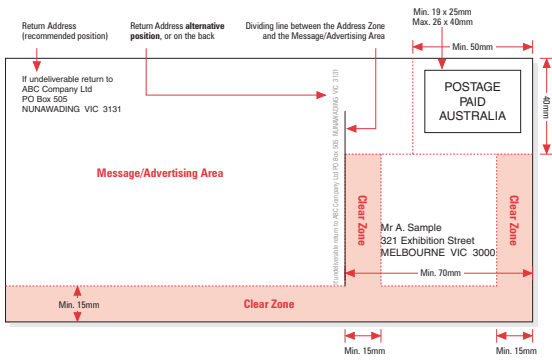 Return Address
(recommended position)
Return Address alternative
position, or on the back
Dividing line between the Address Zone
and the Message/Advertising Area
Min. 19 x 25mm
Max. 26 x 40mm
Min. 50mm
If undeliverable return to
ABC Company Ltd
PO Box 505
NUNAWADING VIC 3131
If undeliverable return to ABC Company Ltd PO Box 505 NUNAWADING VIC 3131
POSTAGE
PAID
AUSTRALIA
40mm
Message/Advertising Area
Clear Zone
Mr A. Sample
321 Exhibition Street
MELBOURNE VIC 3000
Clear Zone
Min. 70mm
Min. 15mm
Clear Zone
Min. 15mm
Min. 15mm